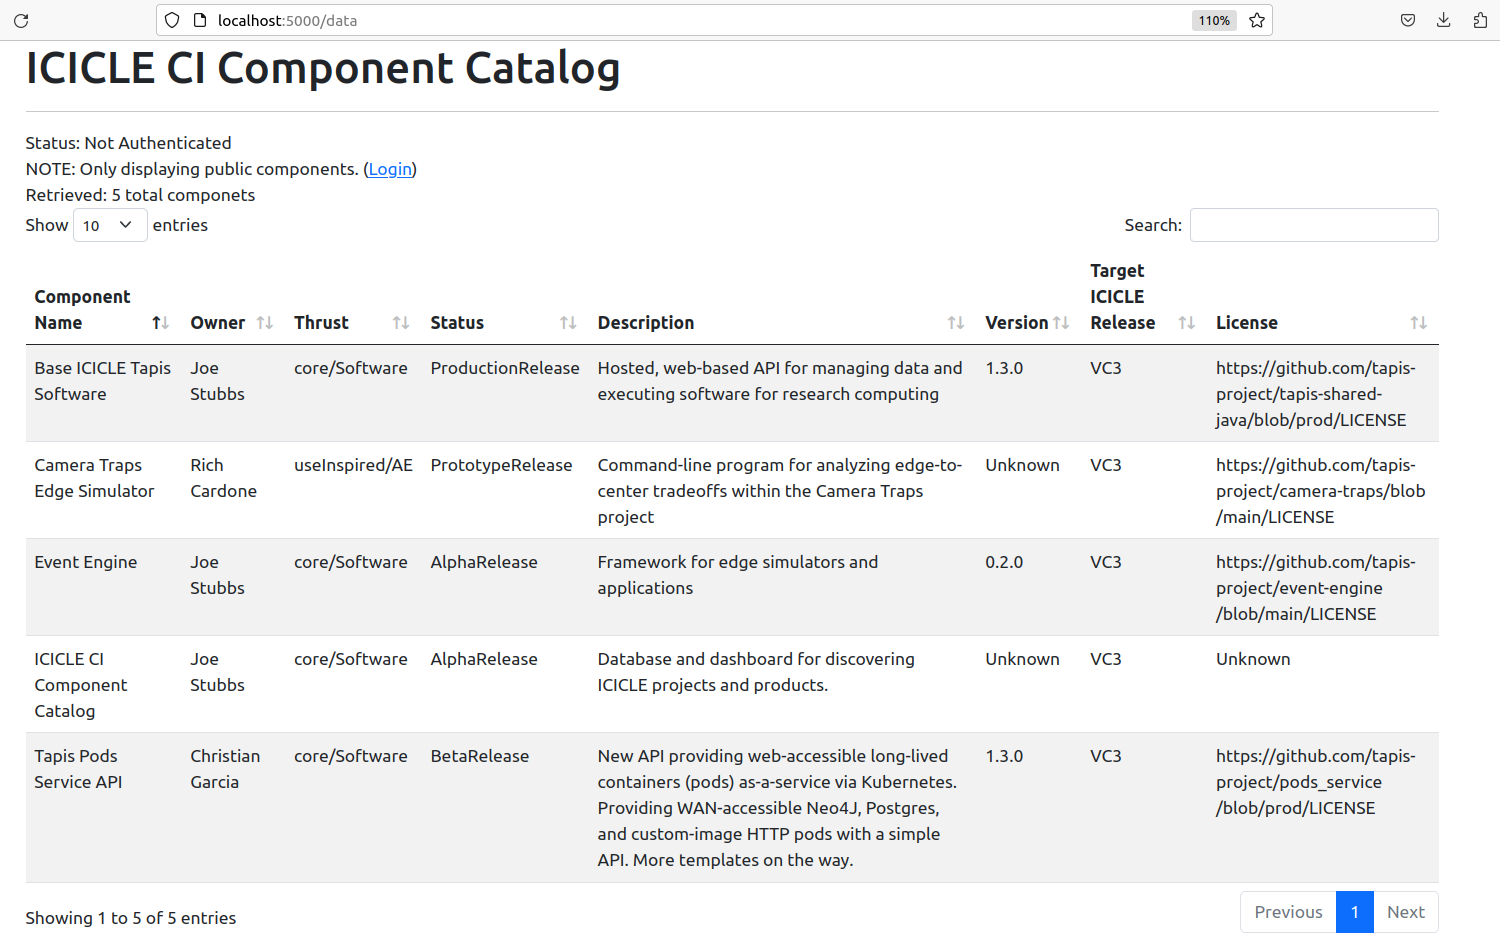 localhost:5000/data
110%
ICICLE CI Component Catalog
Status: Not Authenticated
NOTE: Only displaying public components. (Login)
Retrieved: 5 total componets
Show 10 entries
Search:
Component Name
Owner
Thrust
Status
Description
Version
Target ICICLE Release
License
Base ICICLE Tapis
Software
Joe
Stubbs
core/Software
ProductionRelease
Hosted, web-based API for managing data and
executing software for research computing
1.3.0
VC3
https://github.com/tapis-
project/tapis-shared-
java/blob/prod/LICENSE
Camera Traps
Edge Simulator
Rich
Cardone
useInspired/AE
PrototypeRelease
Command-line program for analyzing edge-to-
center tradeoffs within the Camera Traps
project
Unknown
VC3
https://github.com/tapis-
project/camera-traps/blob
/main/LICENSE
Event Engine
Joe
Stubbs
core/Software
AlphaRelease
Framework for edge simulators and
applications
0.2.0
VC3
https://github.com/tapis-
project/event-engine
/blob/main/LICENSE
ICICLE CI
Component
Catalog
Joe
Stubbs
core/Software
AlphaRelease
Database and dashboard for discovering
ICICLE projects and products.
Unknown
VC3
Unknown
Tapis Pods
Service API
Christian
Garcia
core/Software
BetaRelease
New API providing web-accessible long-lived
containers (pods) as-a-service via Kubernetes.
Providing WAN-accessible Neo4J, Postgres,
and custom-image HTTP pods with a simple
API. More templates on the way.
1.3.0
VC3
https://github.com/tapis-
project/pods_service
/blob/prod/LICENSE
Showing 1 to 5 of 5 entries
Previous 1 Next